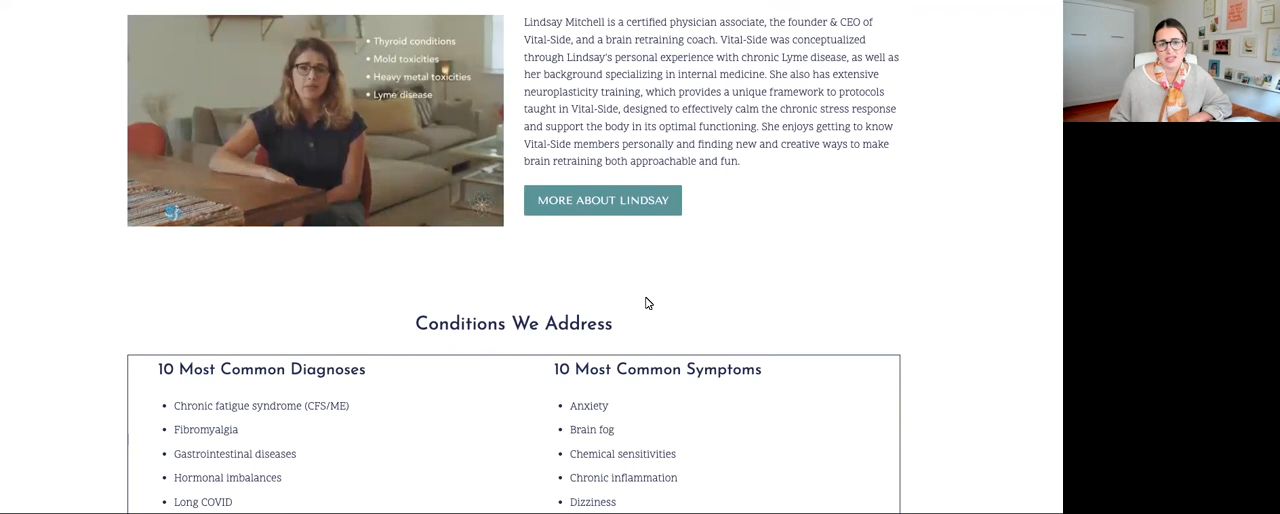 Thyroid conditions
Mold toxicities
Heavy metal toxicities
Lyme disease
Lindsay Mitchell is a certified physician associate, the founder & CEO of
Vital-Side, and a brain retraining coach. Vital-Side was conceptualized
through Lindsay's personal experience with chronic Lyme disease, as well as
her background specializing in internal medicine. She also has extensive
neuroplasticity training, which provides a unique framework to protocols
taught in Vital-Side, designed to effectively calm the chronic stress response
and support the body in its optimal functioning. She enjoys getting to know
Vital-Side members personally and finding new and creative ways to make
brain retraining both approachable and fun.
MORE ABOUT LINDSAY
Conditions We Address
10 Most Common Diagnoses
Chronic fatigue syndrome (CFS/ME)
Fibromyalgia
Gastrointestinal diseases
Hormonal imbalances
Long COVID
10 Most Common Symptoms
Anxiety
Brain fog
Chemical sensitivities
Chronic inflammation
Dizziness